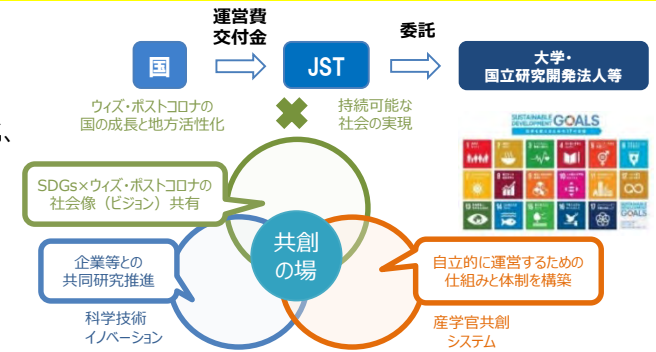 運営費
交付金
委託
国
JST
大学・
国立研究開発法人等
ウィズ・ポストコロナの
国の成長と地方活性化
持続可能な
社会の実現
、
SUSTAINABLE
DEVELOPMENT
GOALS
SDGs×ウィズ・ポストコロナの
社会像（ビジョン）共有
共創
の場
企業等との
共同研究推進
自立的に運営するための
仕組みと体制を構築
科学技術
イノベーション
産学官共創
システム